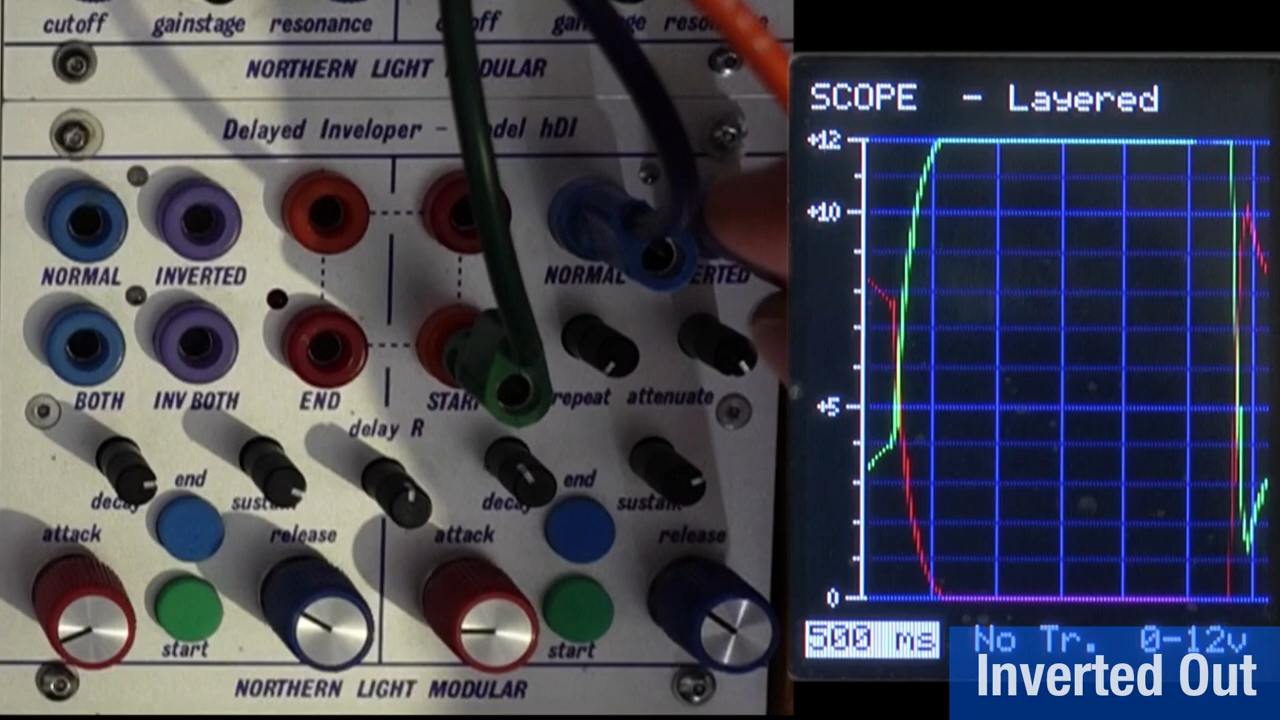 cutoff gainstage resonance
NORTHERN LIGHT
Delayed Inveloper - hDI
NORMAL INVERTED NORMAL
BOTH INV BOTH END repeat attenuate
delay R
end end
attack release attack release
start start
NORTHERN LIGHT MODULAR
SCOPE - Layered
+12
+10
+5
0
500 ms No Tr. 0-12v
Inverted Out